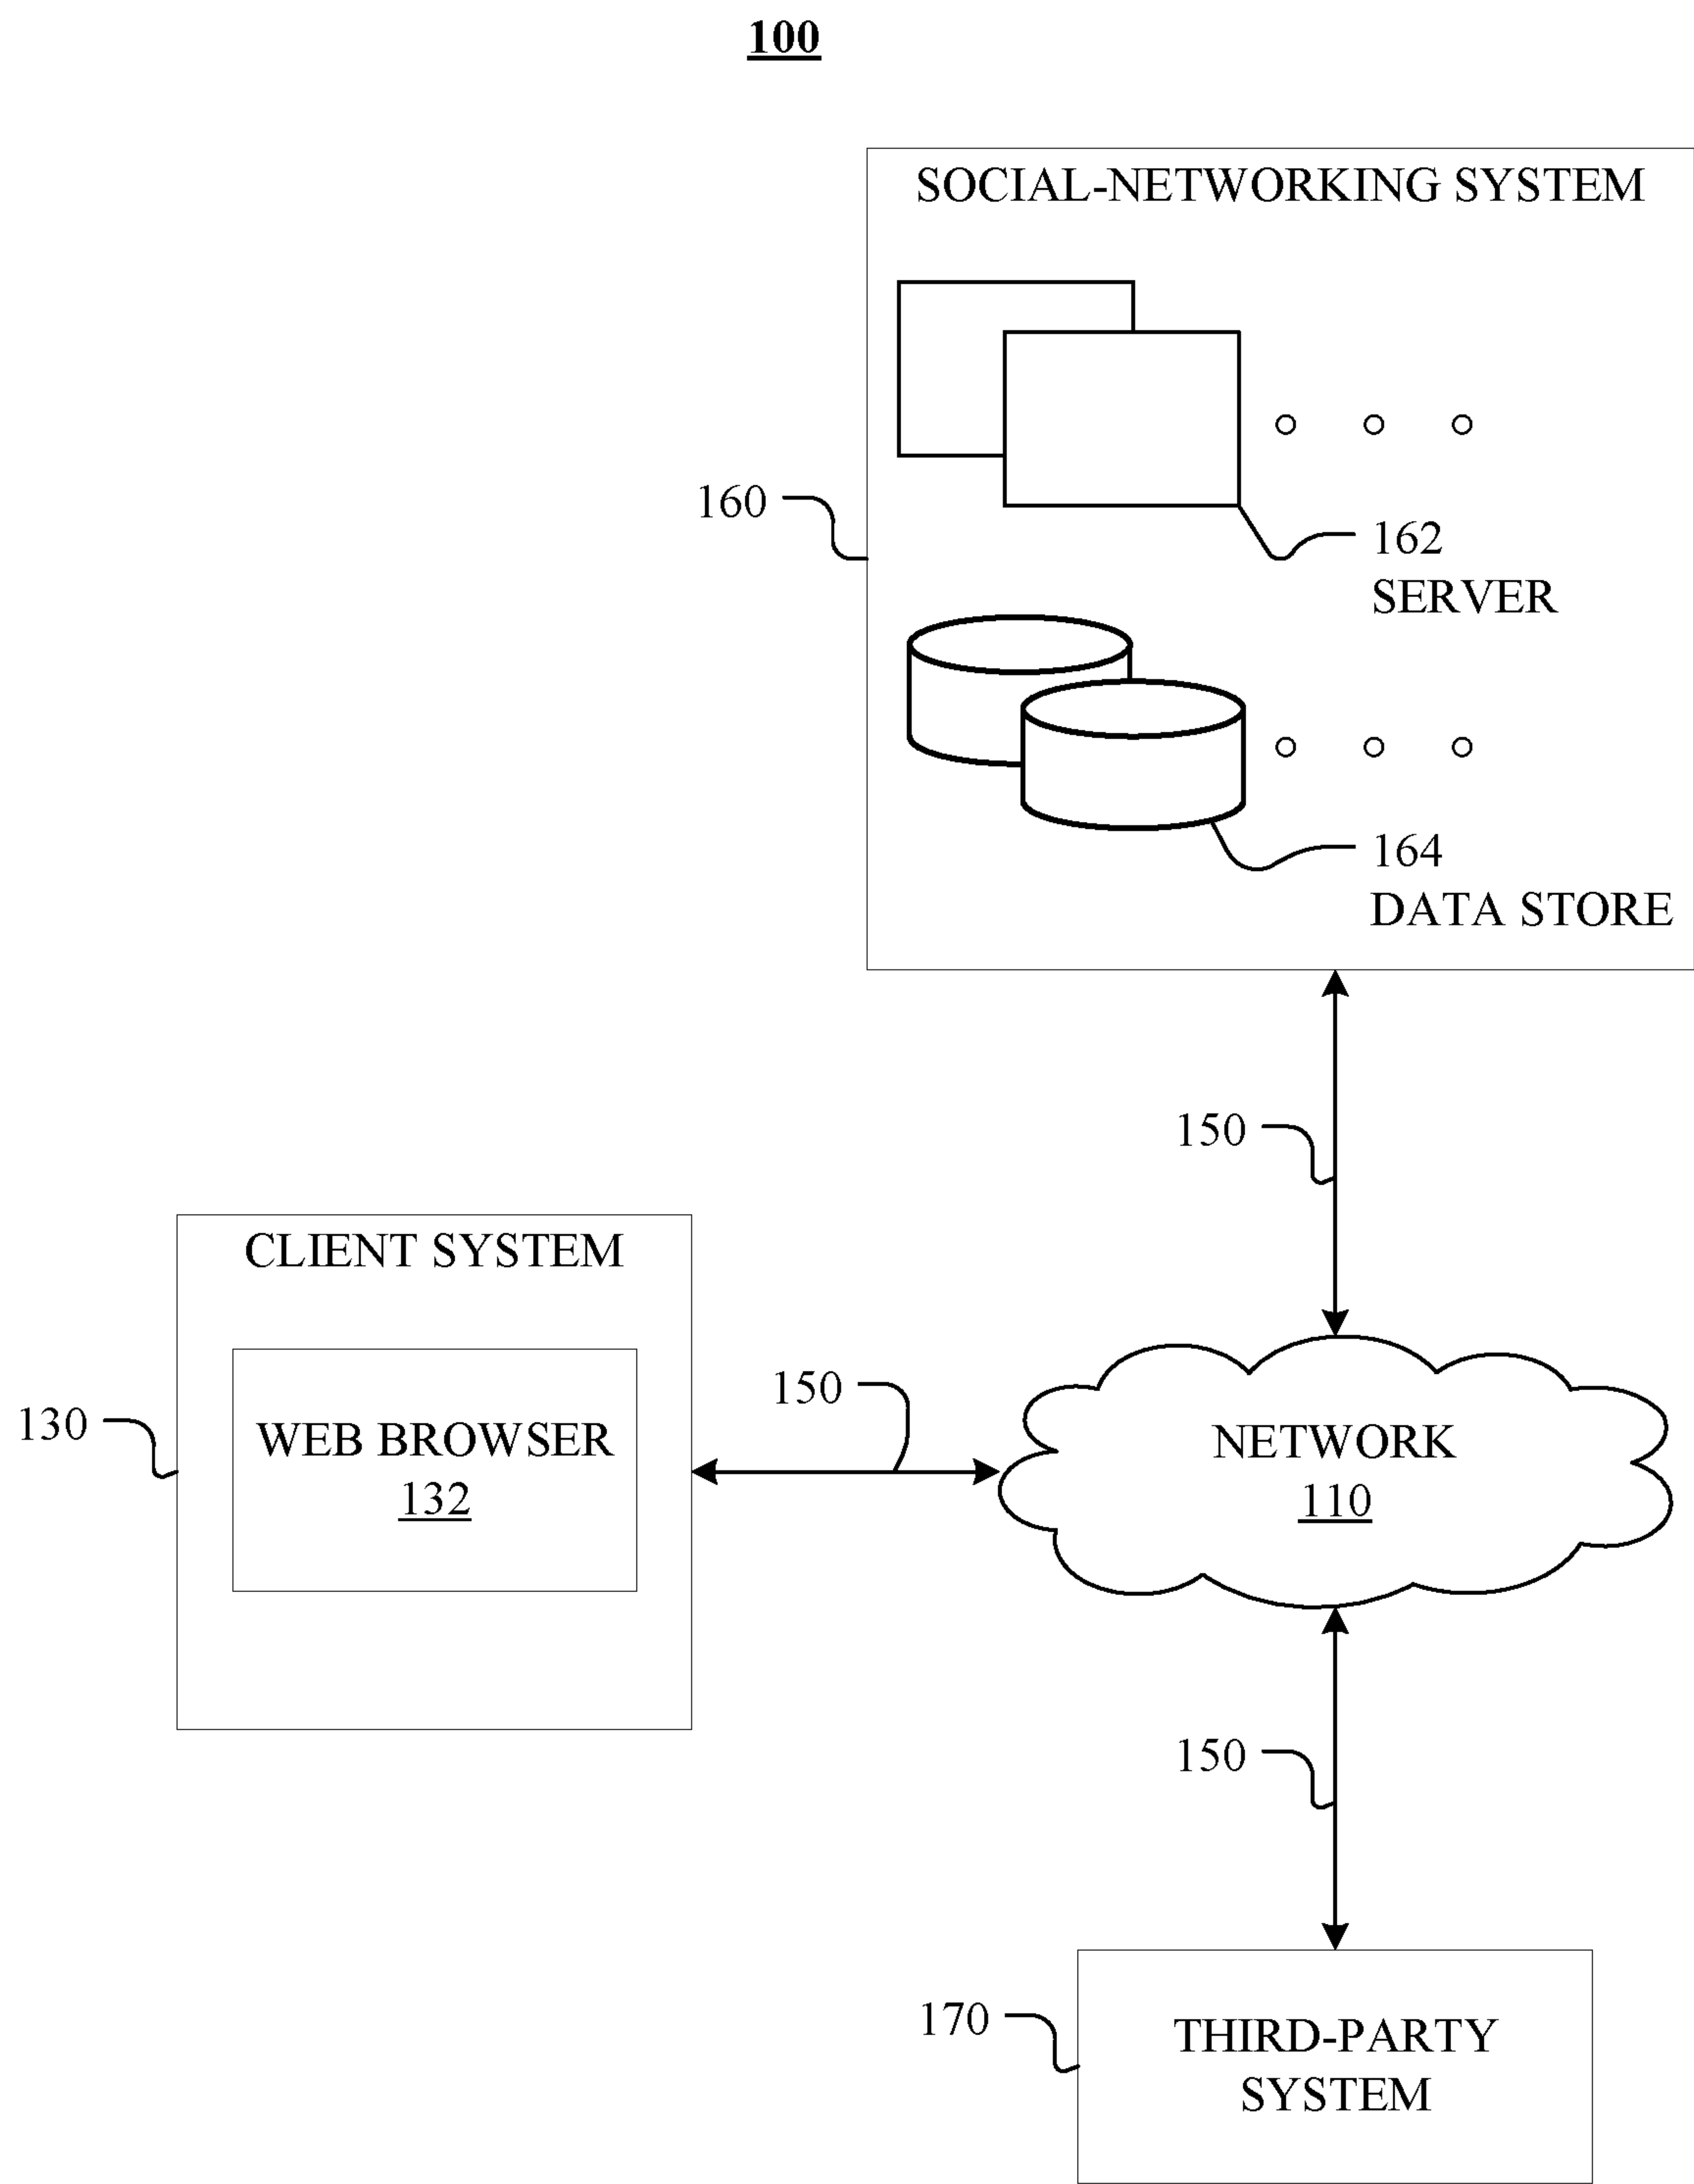 100
SOCIAL-NETWORKING SYSTEM
160
162
SERVER
164
DATA STORE
150
CLIENT SYSTEM
130
WEB BROWSER
132
150
NETWORK
110
150
170
THIRD-PARTY
SYSTEM